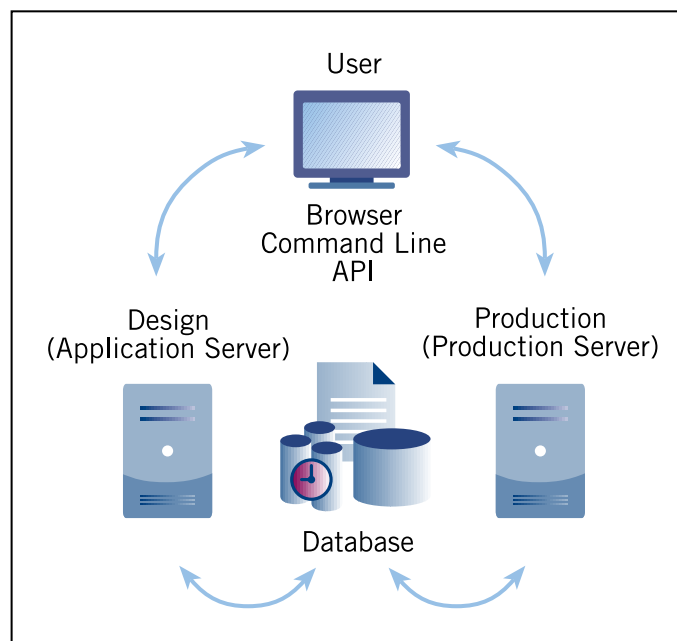 User
Browser
Command Line
API
Design
(Application Server)
Production
(Production Server)
Database